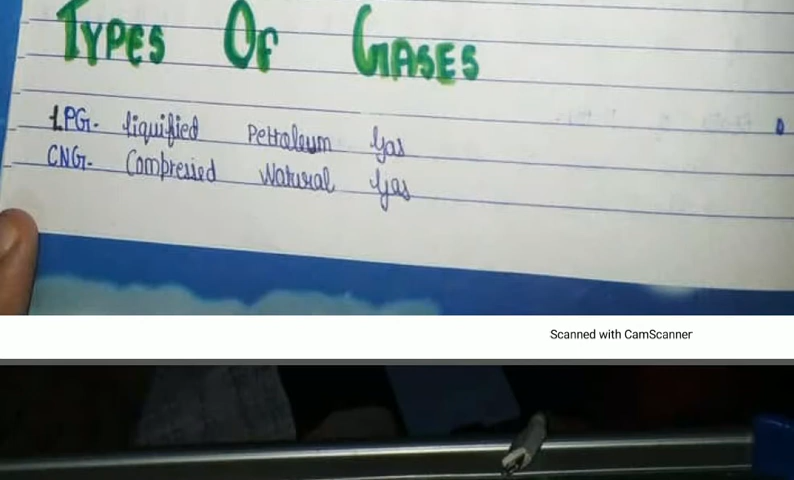 TYPES OF GASES
LPG- liquified Petroleum Gas
CNG- Compressed Natural Gas
Scanned with CamScanner